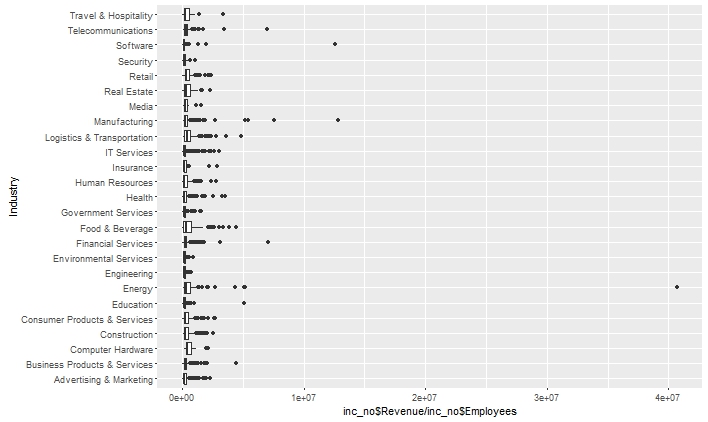 Travel & Hospitality
Telecommunications
Software
Security
Retail
Real Estate
Media
Manufacturing
Logistics & Transportation
IT Services
Insurance
Human Resources
Health
Government Services
Food & Beverage
Financial Services
Environmental Services
Engineering
Energy
Education
Consumer Products & Services
Construction
Computer Hardware
Business Products & Services
Advertising & Marketing
Industry
0e+00 1e+07 2e+07 3e+07 4e+07
inc_no$Revenue/inc_no$Employees